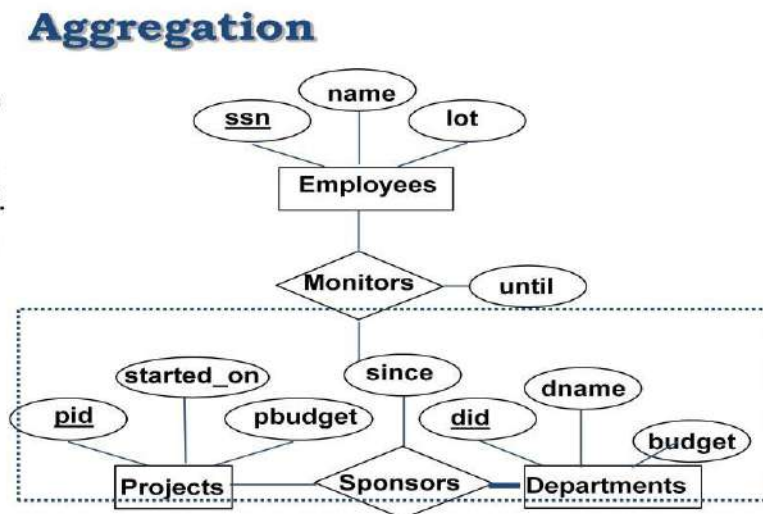 Aggregation
name
ssn
lot
Employees
Monitors
until
started_on
since
dname
pid
pbudget
did
budget
Projects
Sponsors
Departments